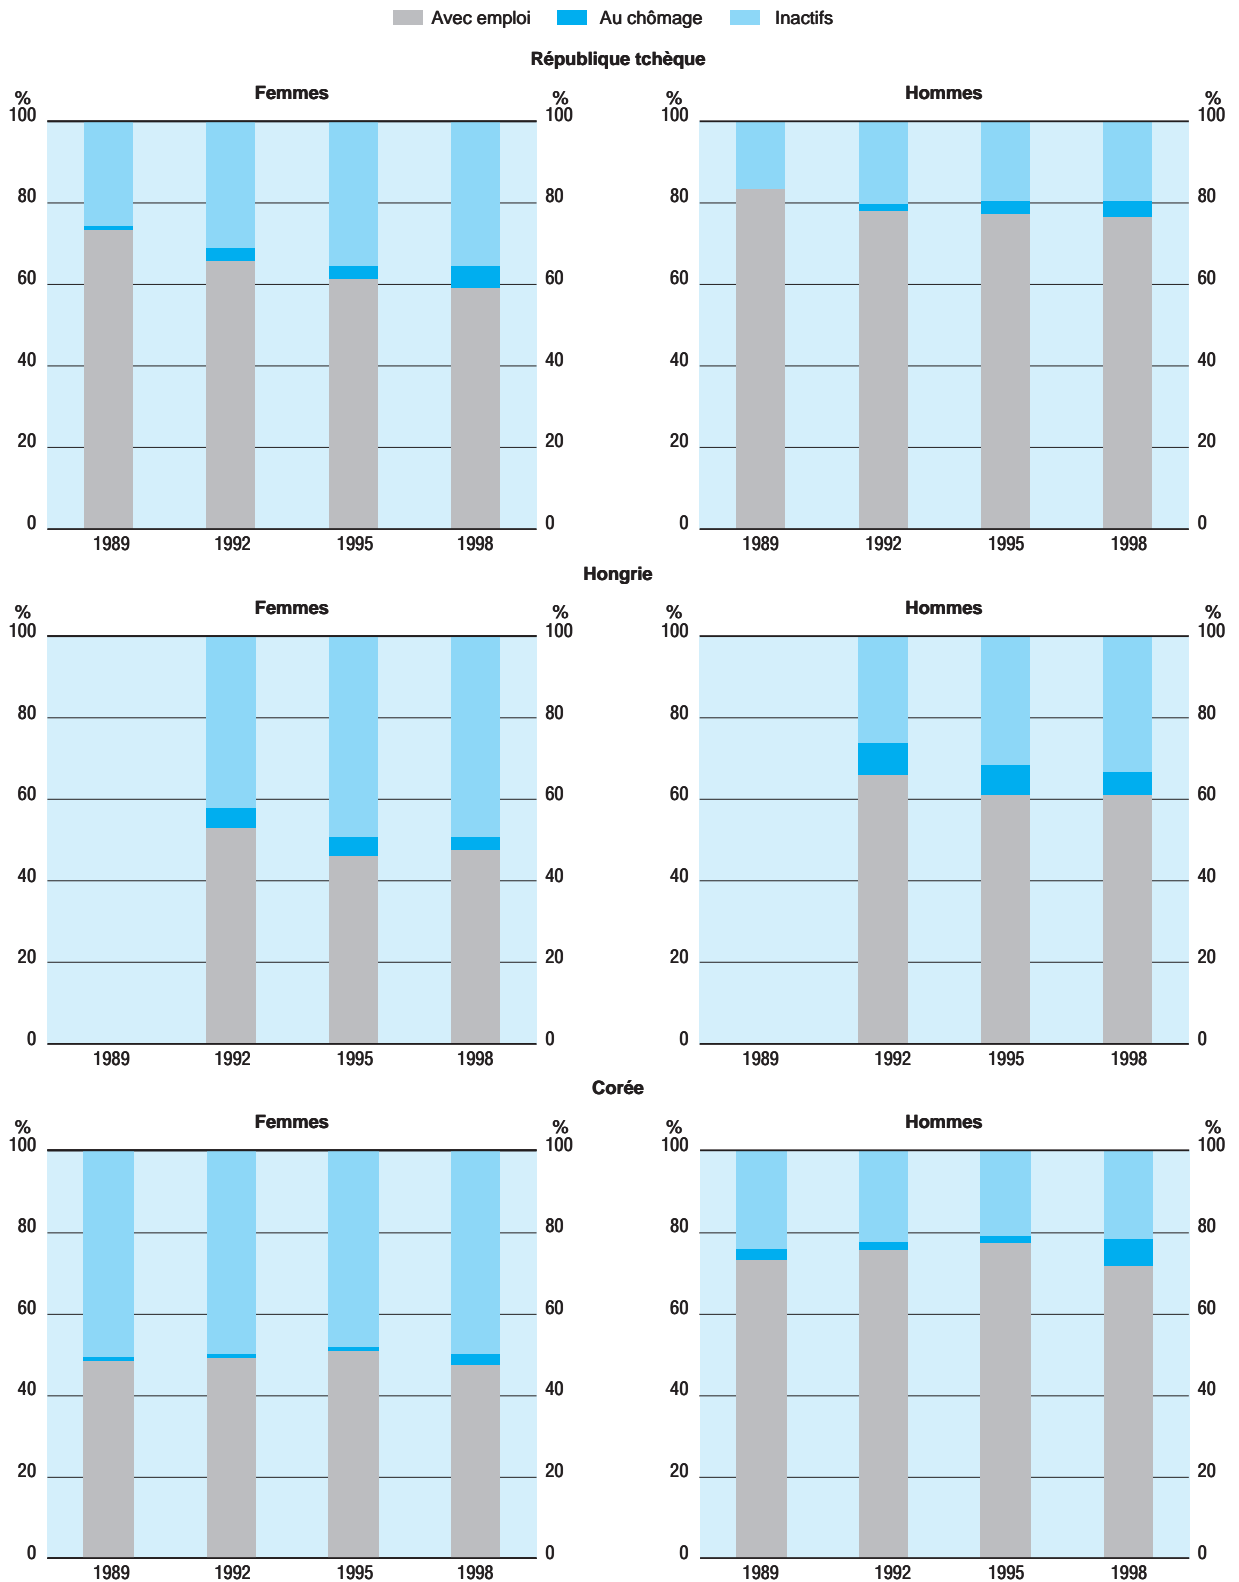 Avec emploi Au chômage Inactifs
République tchèque
Femmes Hommes
% % % %
100 100 100 100
80 80 80 80
60 60 60 60
40 40 40 40
20 20 20 20
0 0 0 0
1989 1992 1995 1998 1989 1992 1995 1998
Hongrie
Femmes Hommes
% % % %
100 100 100 100
80 80 80 80
60 60 60 60
40 40 40 40
20 20 20 20
0 0 0 0
1989 1992 1995 1998 1989 1992 1995 1998
Corée
Femmes Hommes
% % % %
100 100 100 100
80 80 80 80
60 60 60 60
40 40 40 40
20 20 20 20
0 0 0 0
1989 1992 1995 1998 1989 1992 1995 1998